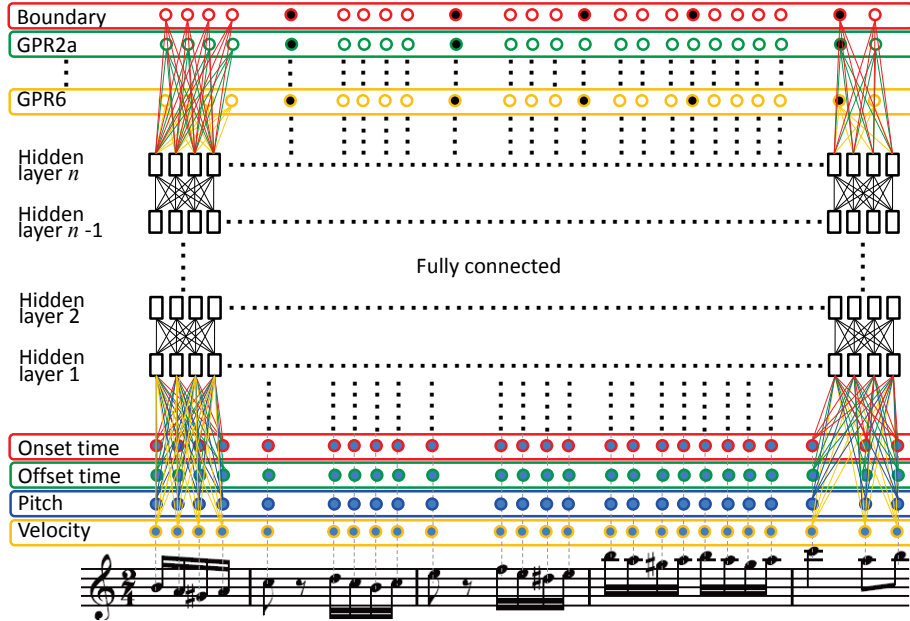 Boundary
GPR2a
GPR6
Hidden
layer n
Hidden
layer n -1
Fully connected
Hidden
layer 2
Hidden
layer 1
Onset time
Offset time
Pitch
Velocity
2
4